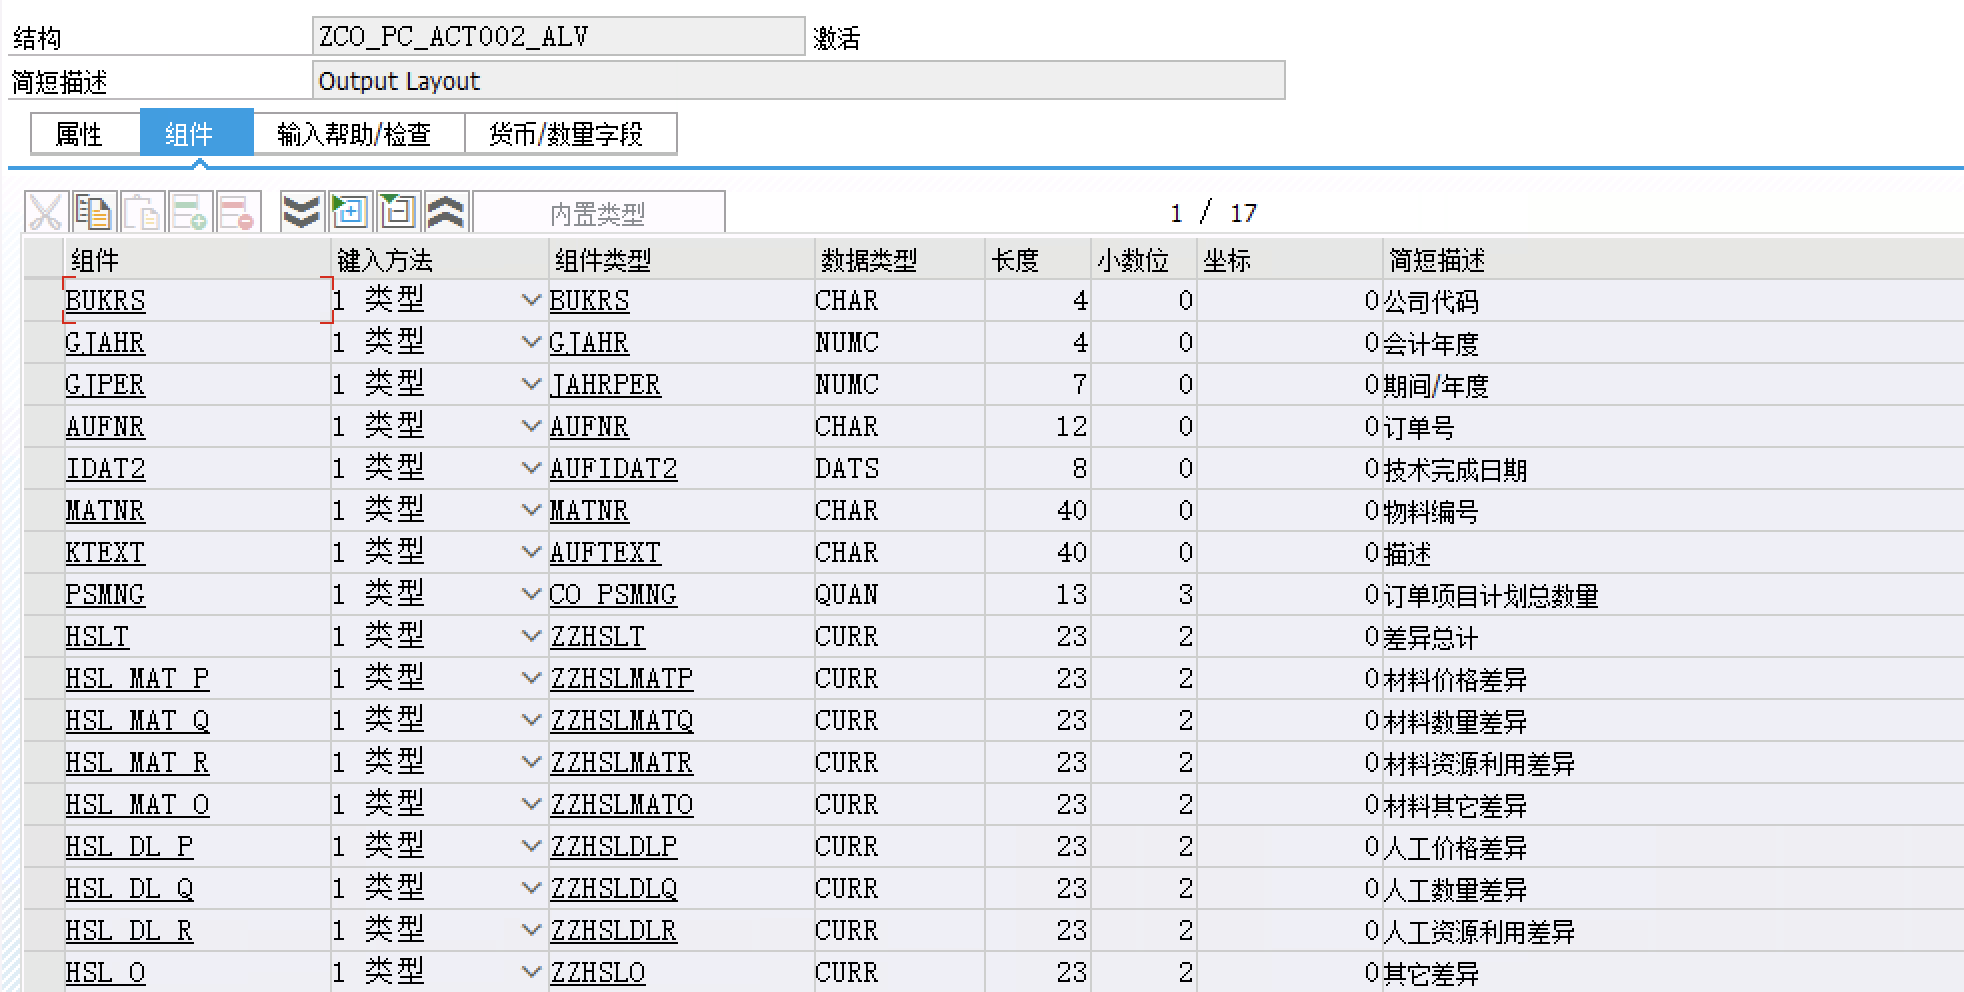 结构 ZCO_PC_ACT002_ALV 激活
简短描述 Output Layout
属性 组件 输入帮助/检查 货币/数量字段
内置类型 1 / 17
组件 键入方法 组件类型 数据类型 长度 小数位 坐标 简短描述
BUKRS 1 类型 BUKRS CHAR 4 0 0 公司代码
GJAHR 1 类型 GJAHR NUMC 4 0 0 会计年度
GJPER 1 类型 JAHRPER NUMC 7 0 0 期间/年度
AUFNR 1 类型 AUFNR CHAR 12 0 0 订单号
IDAT2 1 类型 AUFIDAT2 DATS 8 0 0 技术完成日期
MATNR 1 类型 MATNR CHAR 40 0 0 物料编号
KTEXT 1 类型 AUFTEXT CHAR 40 0 0 描述
PSMNG 1 类型 CO_PSMNG QUAN 13 3 0 订单项目计划总数量
HSLT 1 类型 ZZHSLT CURR 23 2 0 差异总计
HSL_MAT_P 1 类型 ZZHSLMATP CURR 23 2 0 材料价格差异
HSL_MAT_Q 1 类型 ZZHSLMATQ CURR 23 2 0 材料数量差异
HSL_MAT_R 1 类型 ZZHSLMATR CURR 23 2 0 材料资源利用差异
HSL_MAT_O 1 类型 ZZHSLMATO CURR 23 2 0 材料其它差异
HSL_DL_P 1 类型 ZZHSLDLP CURR 23 2 0 人工价格差异
HSL_DL_Q 1 类型 ZZHSLDLQ CURR 23 2 0 人工数量差异
HSL_DL_R 1 类型 ZZHSLDLR CURR 23 2 0 人工资源利用差异
HSL_O 1 类型 ZZHSLO CURR 23 2 0 其它差异